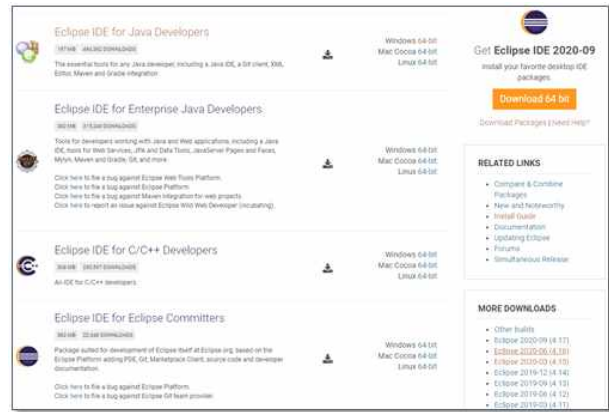 Eclipse IDE for Java Developers
The essential tools for any Java developer, including a Java IDE, a Git client, XML
Editor, Maven and Gradle integration
Windows 64-bit
Mac Cocoa 64-bit
Linux 64-bit
Eclipse IDE for Enterprise Java Developers
Tools for developers working with Java and Web applications, including a Java
IDE, tools for Web Services, JPA and Data Tools, JavaServer Pages and Faces,
Mylyn, Maven and Gradle, Git, and more.
Click here to file a bug against Eclipse Web Tools Platform.
Click here to file a bug against Eclipse Platform.
Click here to file a bug against Maven integration for web projects.
Click here to report an issue against Eclipse Wild Web Developer (incubating).
Windows 64-bit
Mac Cocoa 64-bit
Linux 64-bit
Eclipse IDE for C/C++ Developers
An IDE for C/C++ developers.
Windows 64-bit
Mac Cocoa 64-bit
Linux 64-bit
Eclipse IDE for Eclipse Committers
Package suited for development of Eclipse itself at Eclipse.org; based on the
Eclipse Platform adding PDE, Git, Marketplace Client, source code and developer
documentation.
Click here to file a bug against Eclipse Platform.
Click here to file a bug against Eclipse Git team provider.
Windows 64-bit
Mac Cocoa 64-bit
Linux 64-bit
Get Eclipse IDE 2020-09
Install your favorite desktop IDE
packages.
Download 64 bit
Download Packages | Need Help?
RELATED LINKS
Compare & Combine
Packages
New and Noteworthy
Install Guide
Documentation
Updating Eclipse
Forums
Simultaneous Release
MORE DOWNLOADS
Other builds
Eclipse 2020-09 (4.17)
Eclipse 2020-06 (4.16)
Eclipse 2020-03 (4.15)
Eclipse 2019-12 (4.14)
Eclipse 2019-09 (4.13)
Eclipse 2019-06 (4.12)
Eclipse 2019-03 (4.11)